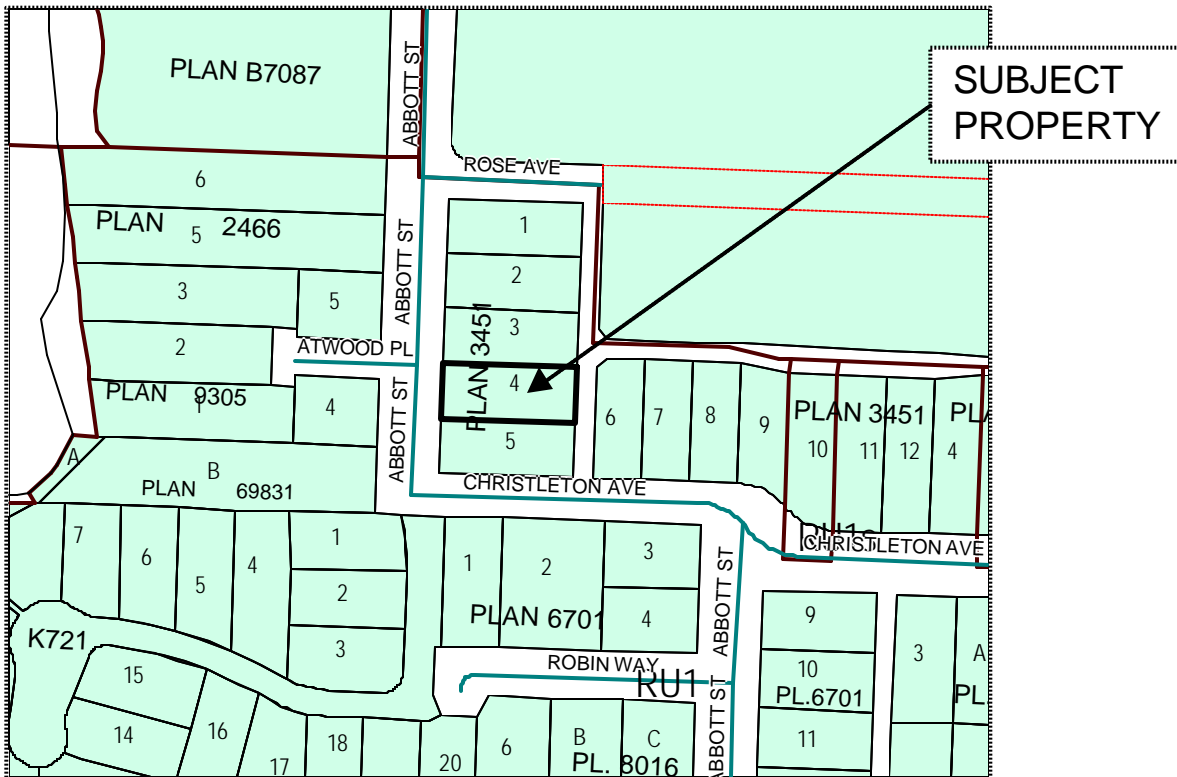 PLAN B7087
ABBOTT ST
SUBJECT
PROPERTY
ROSE AVE
6
PLAN 2466
5
ABBOTT ST
1
2
3
5
3
PLAN 3451
2
ATWOOD PL
4
PLAN 9305
1
4
ABBOTT ST
5
6
7
8
9
PLAN 3451
10
11
12
4
PLA
A
B
PLAN 69831
CHRISTLETON AVE
CHRISTLETON AVE
7
6
5
4
1
2
3
1
2
3
4
PLAN 6701
ABBOTT ST
9
10
PL.6701
11
3
A
PL.
K721
15
14
16
17
18
20
ROBIN WAY
RU1
ABBOTT ST
6
B
C
PL. 8016